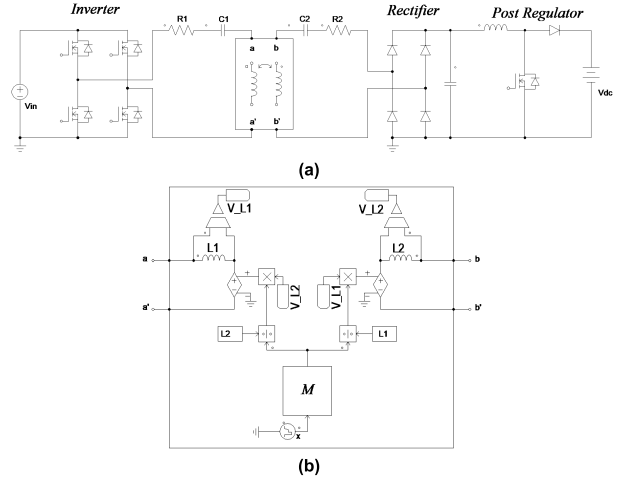 Inverter
Rectifier
Post Regulator
R1
C1
C2
R2
a
b
Vin
Vdc
a'
b'
(a)
V_L1
V_L2
L1
L2
a
b
V_L2
V_L1
a'
b'
L2
L1
M
x
(b)